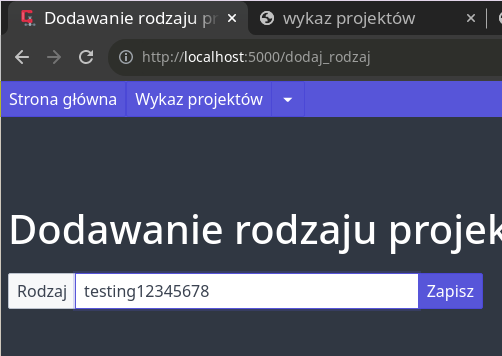 Dodawanie rodzaju pr
wykaz projektów
http://localhost:5000/dodaj_rodzaj
Strona główna Wykaz projektów
Dodawanie rodzaju projek
Rodzaj testing12345678 Zapisz